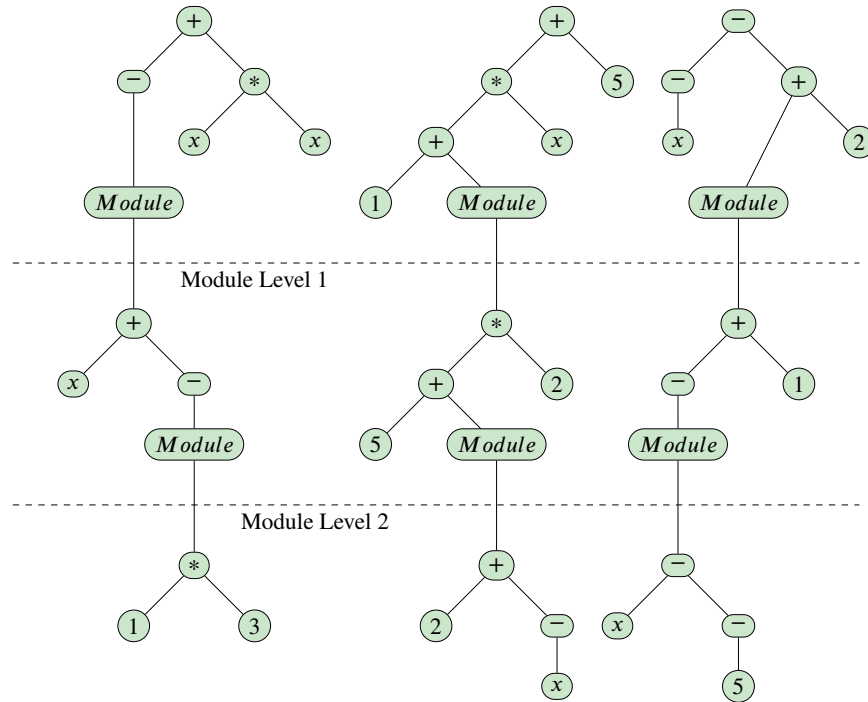 + + −
− * * 5 − +
x x + x x 2
Module 1 Module Module
Module Level 1
+ * +
x − + 2 − 1
Module 5 Module Module
Module Level 2
* + −
1 3 2 − x −
x 5